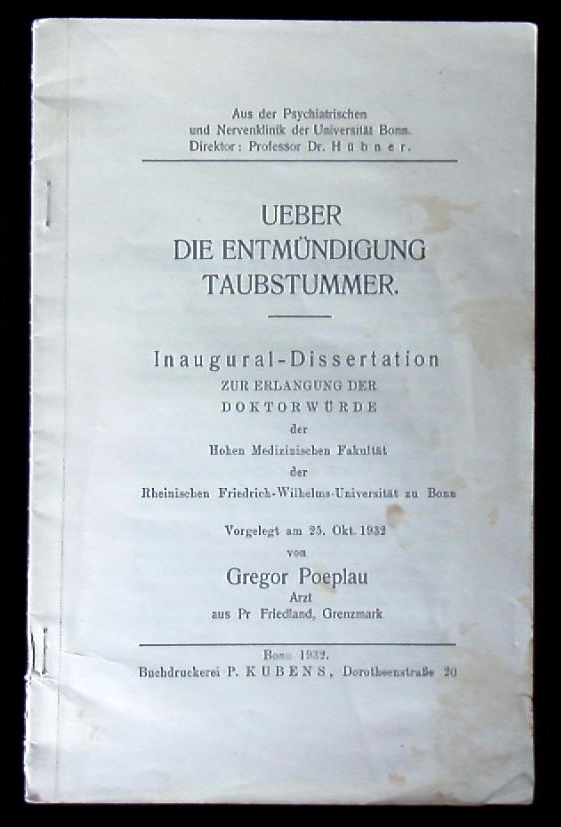 Aus der Psychiatrischen
und Nervenklinik der Universität Bonn.
Direktor: Professor Dr. Hübner.
UEBER
DIE ENTMÜNDIGUNG
TAUBSTUMMER.
Inaugural-Dissertation
ZUR ERLANGUNG DER
DOKTORWÜRDE
der
Hohen Medizinischen Fakultät
der
Rheinischen Friedrich-Wilhelms-Universität zu Bonn
Vorgelegt am 25. Okt. 1932
von
Gregor Poeplau
Arzt
aus Pr Friedland, Grenzmark
Bonn 1932.
Buchdruckerei P. KUBENS, Dorotheenstraße 20